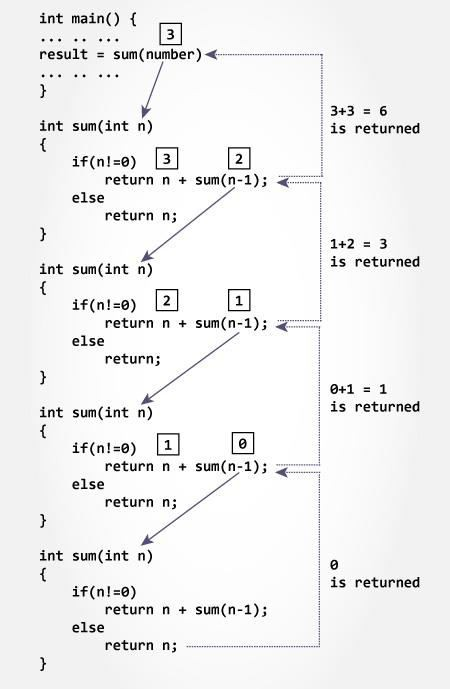 int main() {
3
... .. ...
result = sum(number)
... .. ...
}
3+3 = 6
is returned
int sum(int n)
{
if(n!=0) 3 2
return n + sum(n-1);
else
return n;
}
1+2 = 3
is returned
int sum(int n)
{
if(n!=0) 2 1
return n + sum(n-1);
else
return;
}
0+1 = 1
is returned
int sum(int n)
{
if(n!=0) 1 0
return n + sum(n-1);
else
return n;
}
int sum(int n)
{
0
is returned
if(n!=0)
return n + sum(n-1);
else
return n;
}